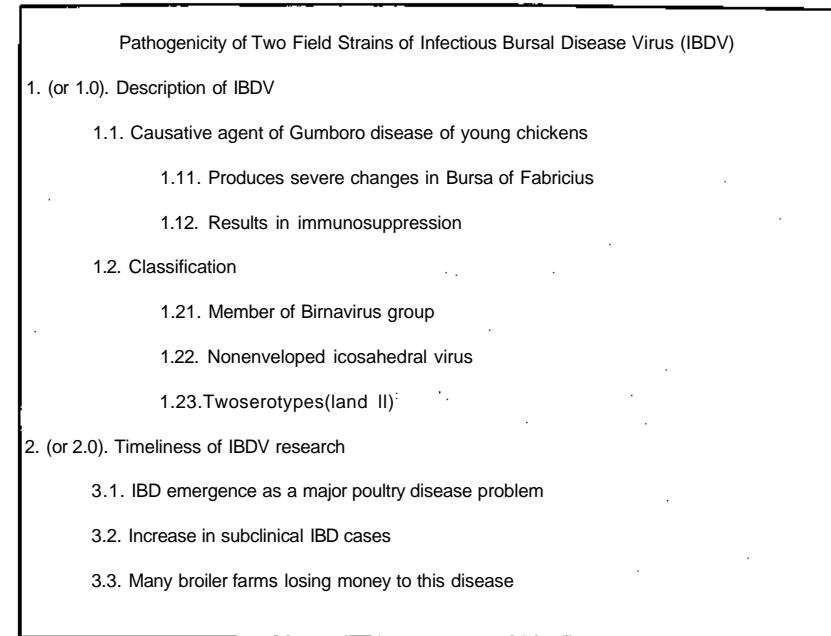 Pathogenicity of Two Field Strains of Infectious Bursal Disease Virus (IBDV)
1. (or 1.0). Description of IBDV
1.1. Causative agent of Gumboro disease of young chickens
1.11. Produces severe changes in Bursa of Fabricius
1.12. Results in immunosuppression
1.2. Classification
1.21. Member of Birnavirus group
1.22. Nonenveloped icosahedral virus
1.23.Twoserotypes(land II)
2. (or 2.0). Timeliness of IBDV research
3.1. IBD emergence as a major poultry disease problem
3.2. Increase in subclinical IBD cases
3.3. Many broiler farms losing money to this disease